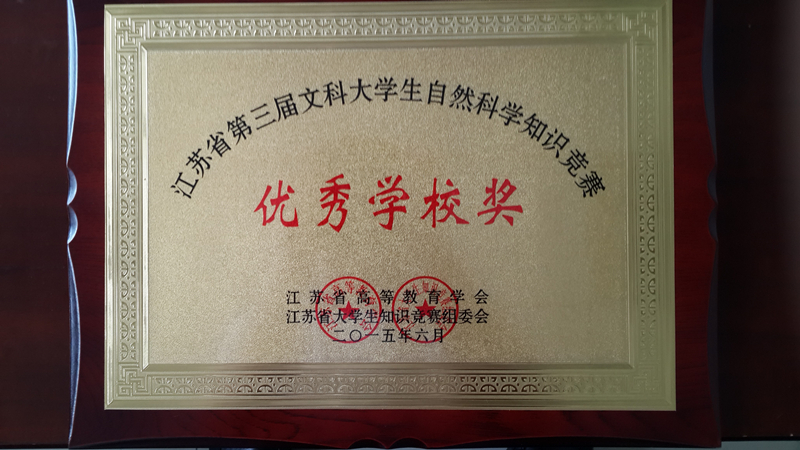 江苏省第三届文科大学生自然科学知识竞赛
优秀学校奖
江苏省高等教育学会
江苏省大学生知识竞赛组委会
二〇一五年六月